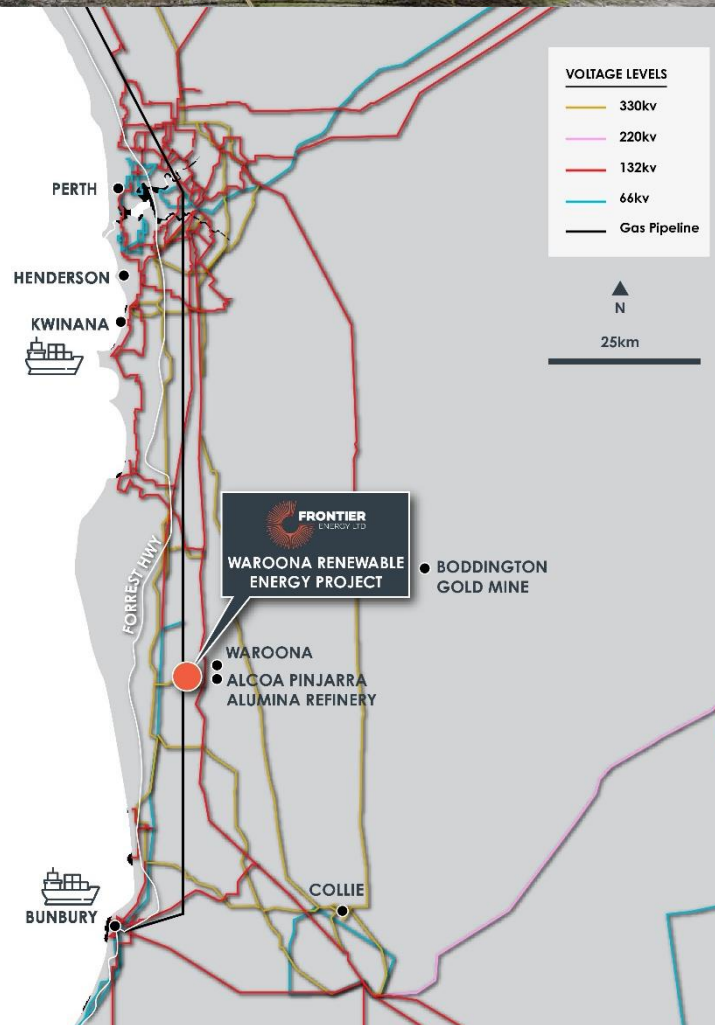 VOLTAGE LEVELS
330kv
220kv
132kv
66kv
Gas Pipeline
N
25km
PERTH
HENDERSON
KWINANA
FORREST HWY
FRONTIER
ENERGY LTD
WAROONA RENEWABLE
ENERGY PROJECT
BODDINGTON
GOLD MINE
WAROONA
ALCOA PINJARRA
ALUMINA REFINERY
COLLIE
BUNBURY